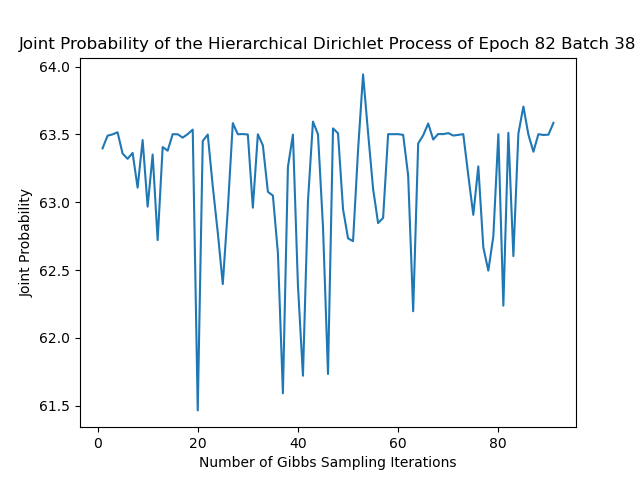 Joint Probability of the Hierarchical Dirichlet Process of Epoch 82 Batch 38
64.0
63.5
63.0
62.5
62.0
61.5
Joint Probability
0 20 40 60 80
Number of Gibbs Sampling Iterations